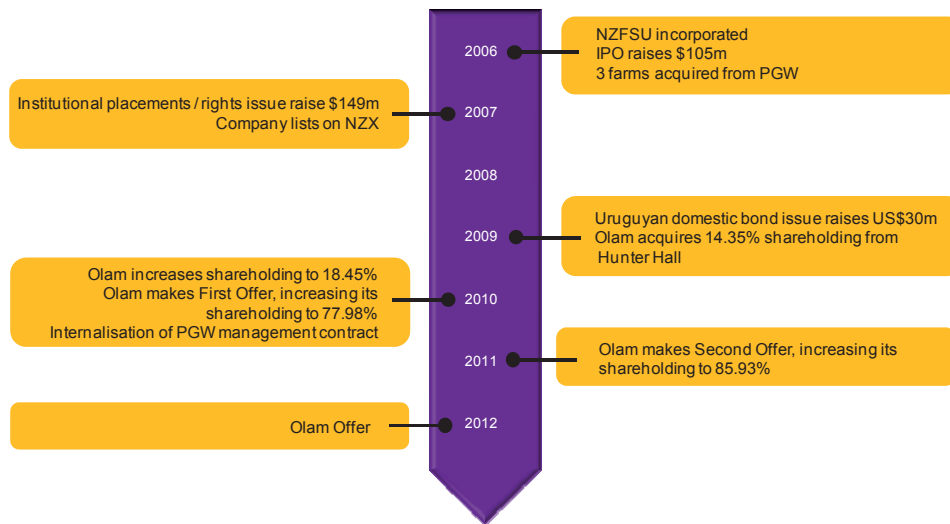 2006
NZFSU incorporated
IPO raises $105m
3 farms acquired from PGW
Institutional placements / rights issue raise $149m
Company lists on NZX
2007
2008
2009
Uruguyan domestic bond issue raises US$30m
Olam acquires 14.35% shareholding from
Hunter Hall
Olam increases shareholding to 18.45%
Olam makes First Offer, increasing its
shareholding to 77.98%
Internalisation of PGW management contract
2010
2011
Olam makes Second Offer, increasing its
shareholding to 85.93%
Olam Offer
2012